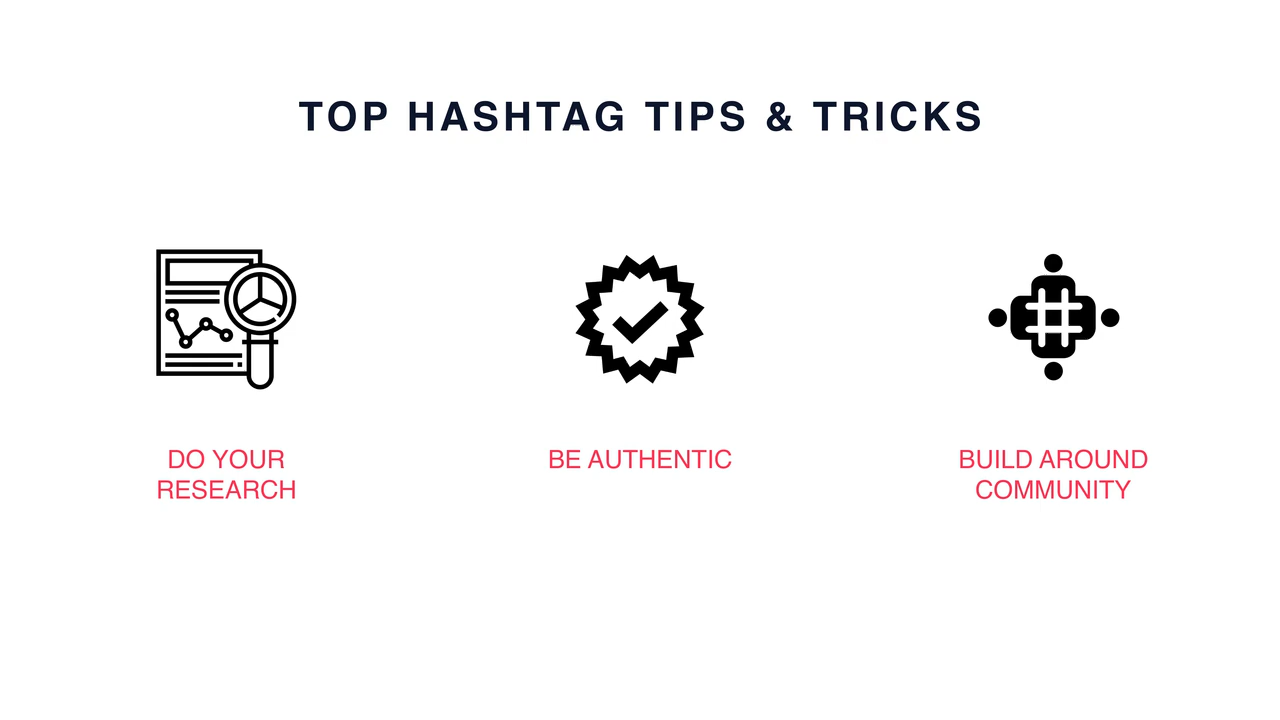 TOP HASHTAG TIPS & TRICKS
DO YOUR
RESEARCH
BE AUTHENTIC
BUILD AROUND
COMMUNITY